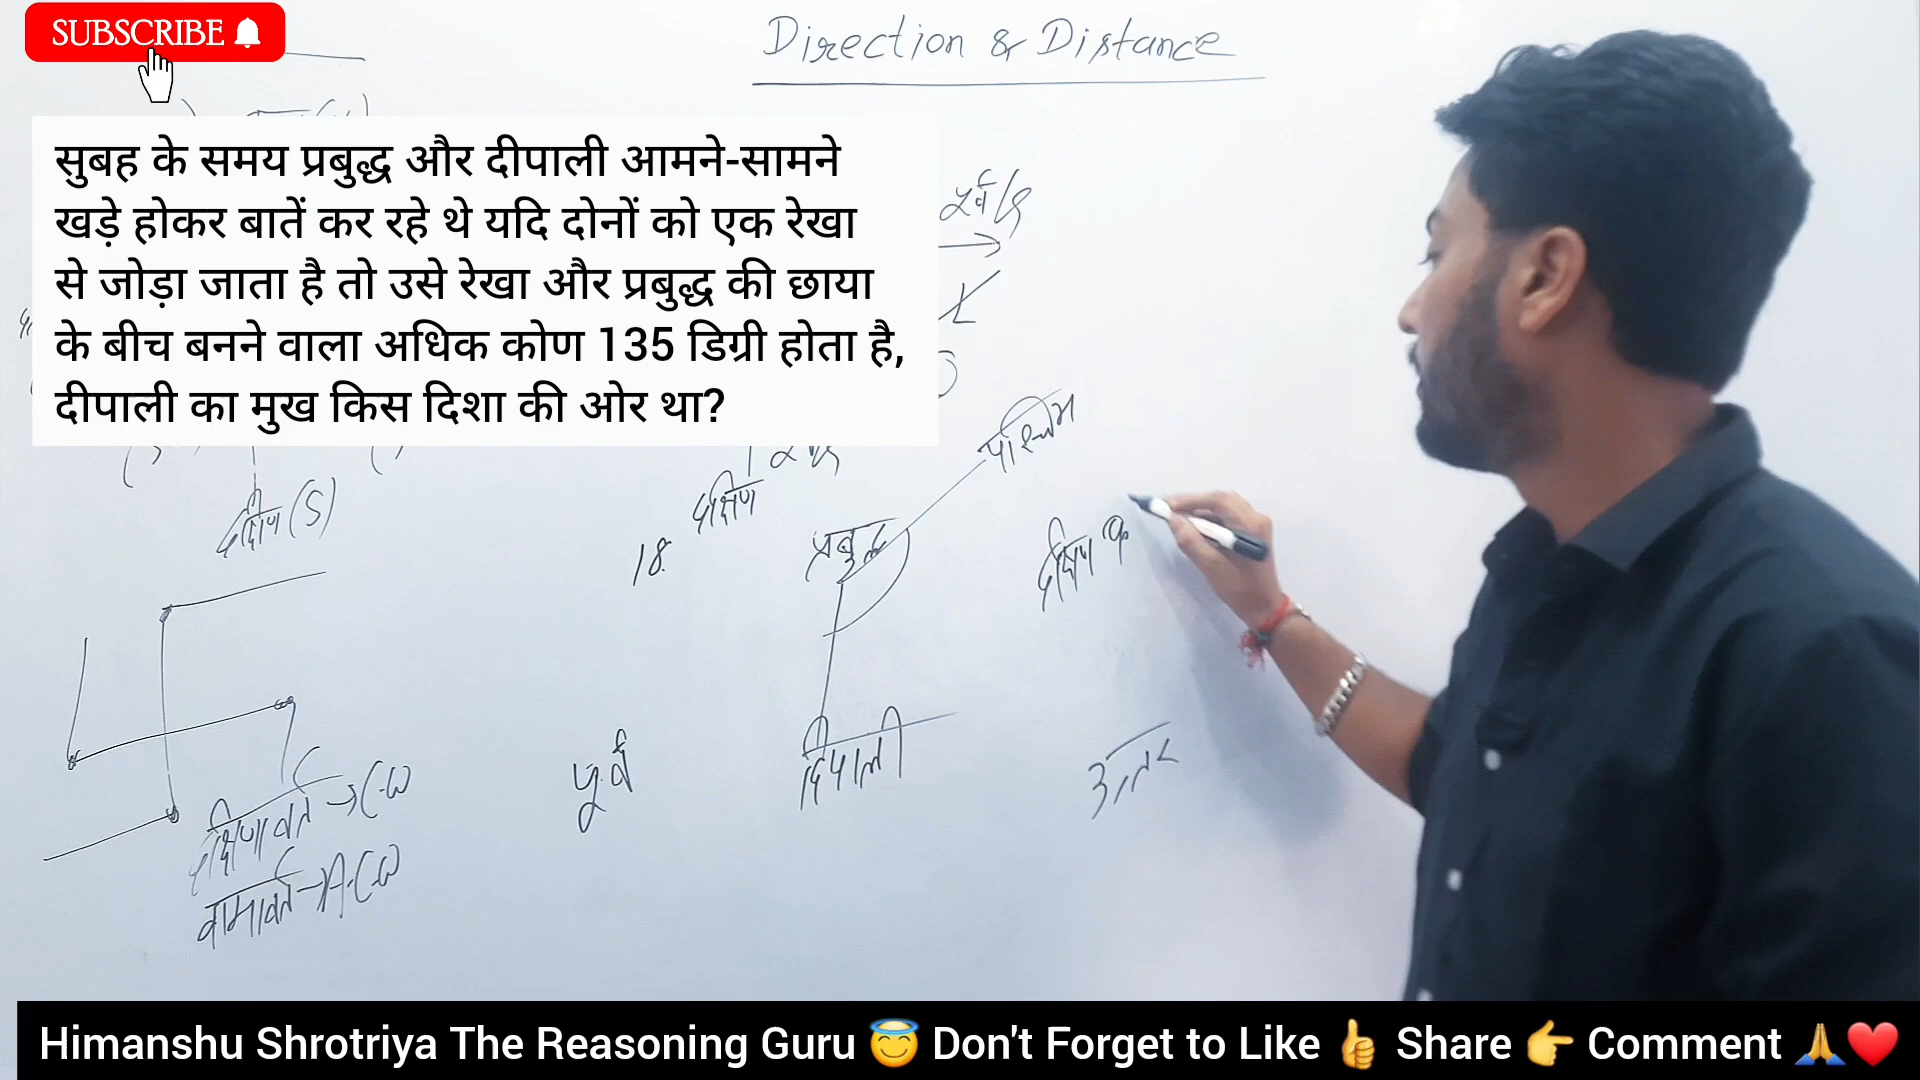 SUBSCRIBE
Direction & Distance
सुबह के समय प्रबुद्ध और दीपाली आमने-सामने
खड़े होकर बातें कर रहे थे यदि दोनों को एक रेखा
से जोड़ा जाता है तो उसे रेखा और प्रबुद्ध की छाया
के बीच बनने वाला अधिक कोण 135 डिग्री होता है,
दीपाली का मुख किस दिशा की ओर था?
पश्चिम
दक्षिण (S)
दक्षिण
18.
प्रबुद्ध
दक्षिण
पूर्व
दिपाली
उत्तर
दक्षिणावर्त → C.W
वामावर्त → A.C.W
Himanshu Shrotriya The Reasoning Guru 😇 Don't Forget to Like 👍 Share 👉 Comment 🙏❤️